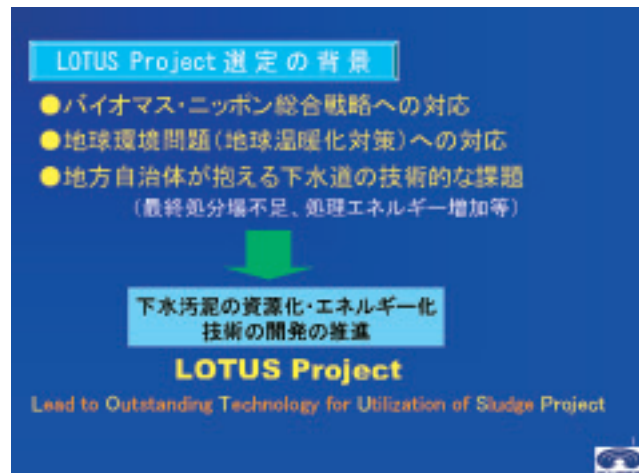 LOTUS Project 選定の背景
●バイオマス・ニッポン総合戦略への対応
●地球環境問題(地球温暖化対策)への対応
●地方自治体が抱える下水道の技術的な課題
(最終処分場不足、処理エネルギー増加等)
下水汚泥の資源化・エネルギー化
技術の開発の推進
LOTUS Project
Lead to Outstanding Technology for Utilization of Sludge Project